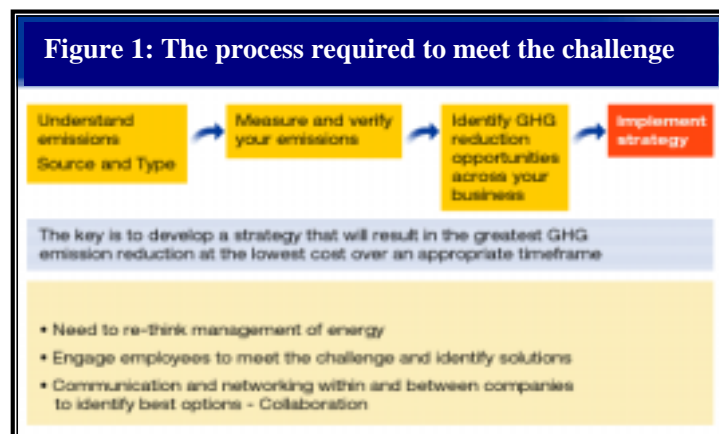 Figure 1: The process required to meet the challenge
Understand
emissions
Source and Type
Measure and verify
your emissions
Identify GHG
reduction
opportunities
across your
business
Implement
strategy
The key is to develop a strategy that will result in the greatest GHG
emission reduction at the lowest cost over an appropriate timeframe
• Need to re-think management of energy
• Engage employees to meet the challenge and identify solutions
• Communication and networking within and between companies
to identify best options - Collaboration